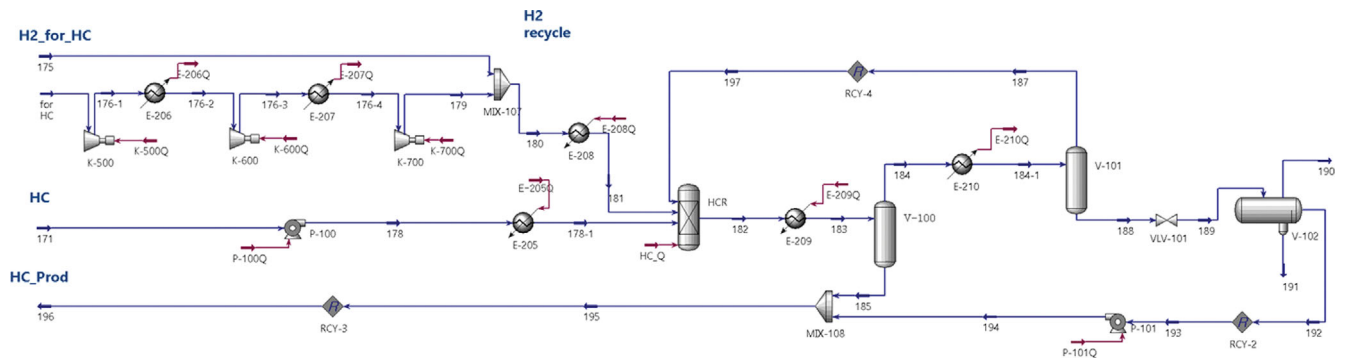 H2
recycle
H2_for_HC
175
E-206Q
E-207Q
197
187
RCY-4
for
HC
176-1
176-2
176-3
176-4
179
MIX-107
E-206
E-207
K-500
K-500Q
K-600
K-600Q
K-700
K-700Q
180
E-208Q
E-208
E-210Q
184
E-210
184-1
V-101
190
HC
E-205Q
181
HCR
E-209Q
V-100
171
P-100
178
E-205
178-1
182
E-209
183
188
VLV-101
189
V-102
P-100Q
HC_Q
HC_Prod
185
191
196
RCY-3
195
MIX-108
194
P-101
193
RCY-2
192
P-101Q